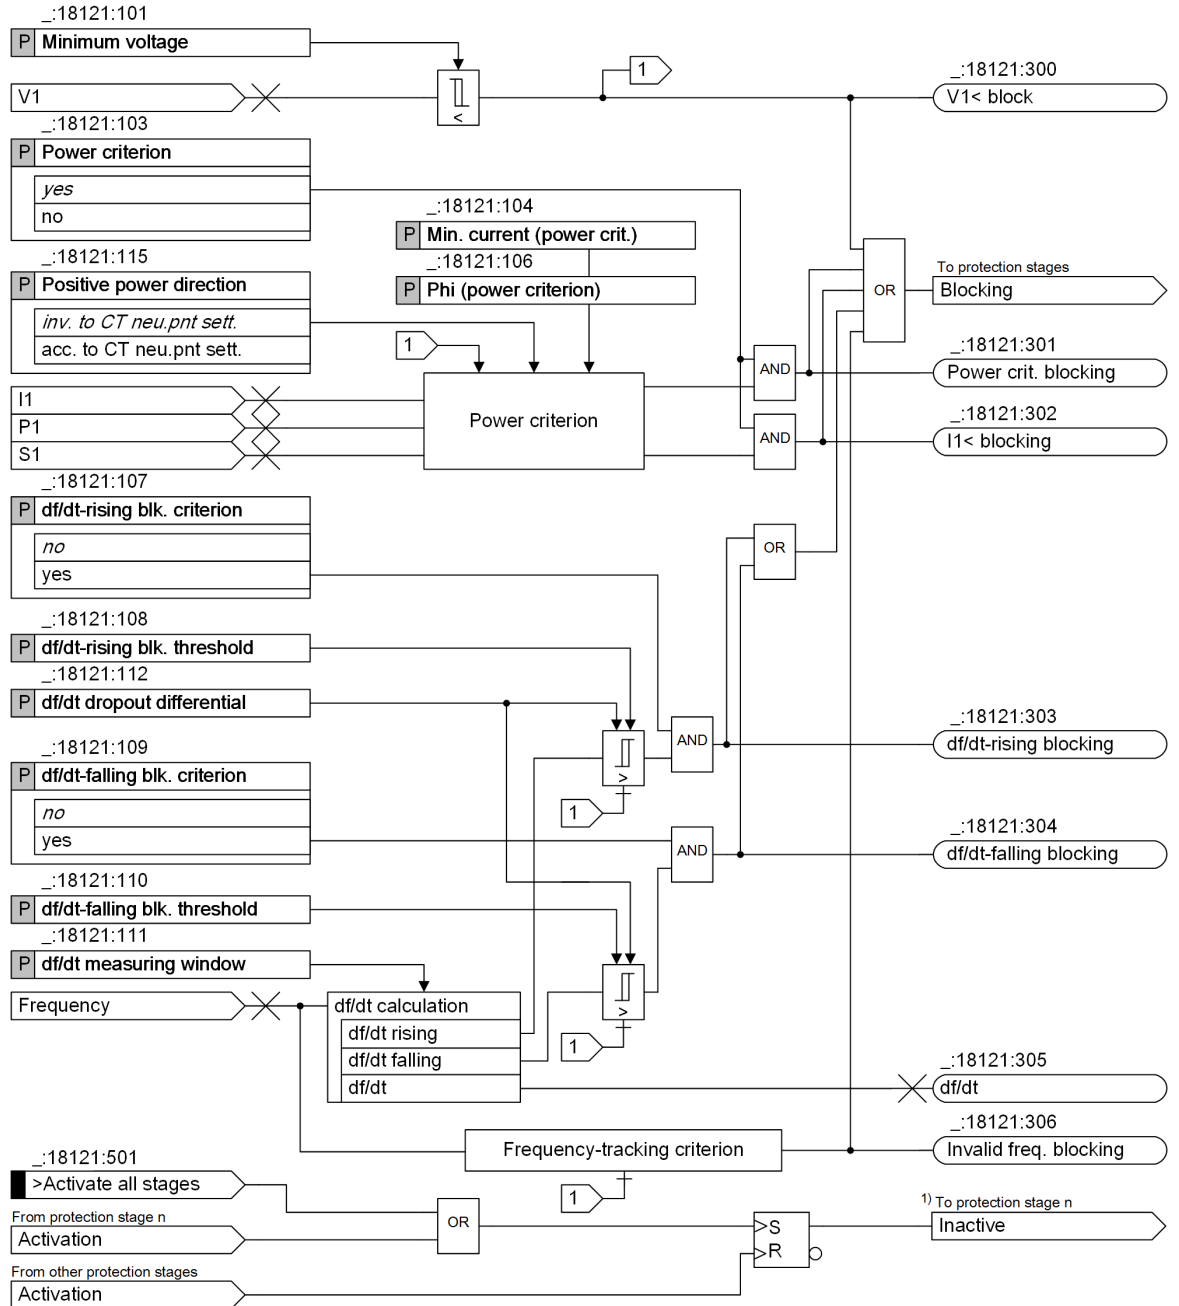 _:18121:101
P Minimum voltage
1
_:18121:300
V1
<
V1< block
_:18121:103
P Power criterion
yes
no
_:18121:104
P Min. current (power crit.)
_:18121:115
_:18121:106
P Positive power direction
P Phi (power criterion)
To protection stages
OR
Blocking
inv. to CT neu.pnt sett.
acc. to CT neu.pnt sett.
1
_:18121:301
AND
Power crit. blocking
I1
P1
S1
Power criterion
_:18121:302
AND
I1< blocking
_:18121:107
P df/dt-rising blk. criterion
no
yes
OR
_:18121:108
P df/dt-rising blk. threshold
_:18121:112
P df/dt dropout differential
_:18121:303
AND
df/dt-rising blocking
_:18121:109
P df/dt-falling blk. criterion
>
no
yes
1
_:18121:304
AND
df/dt-falling blocking
_:18121:110
P df/dt-falling blk. threshold
_:18121:111
P df/dt measuring window
Frequency
df/dt calculation
>
df/dt rising
df/dt falling
1
_:18121:305
df/dt
df/dt
_:18121:306
Frequency-tracking criterion
Invalid freq. blocking
_:18121:501
>Activate all stages
1
1) To protection stage n
From protection stage n
Activation
OR
S
R
Inactive
From other protection stages
Activation